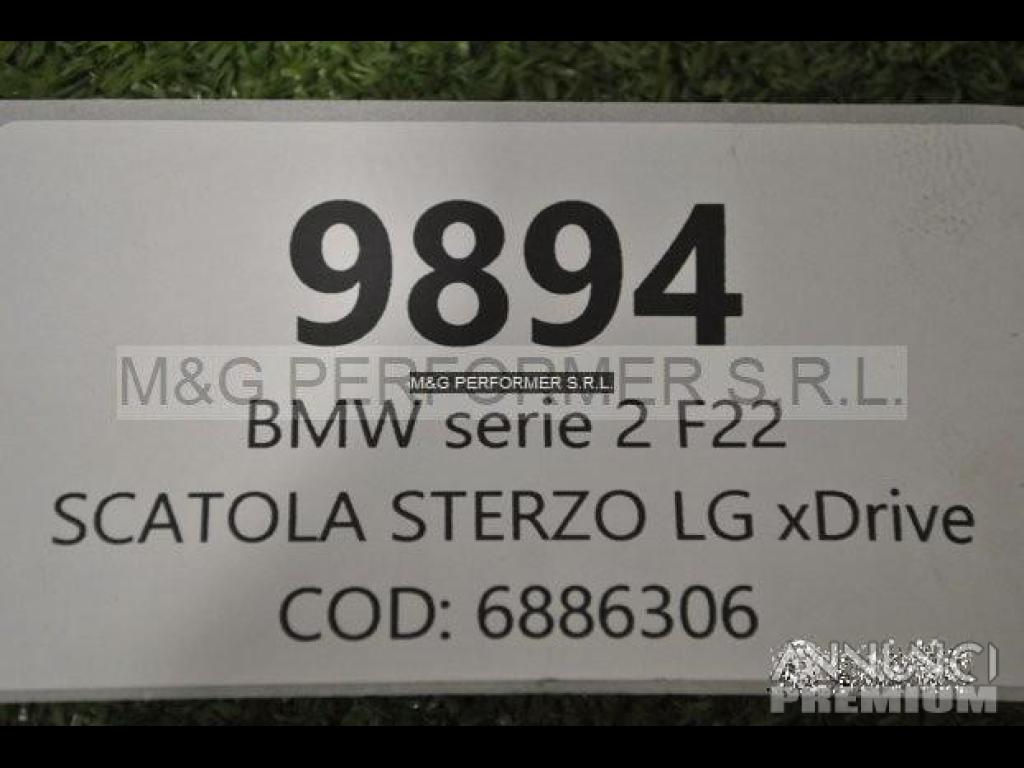 9894
M&G PERFORMER S.R.L.
M&G PERFORMER S.R.L.
BMW serie 2 F22
SCATOLA STERZO LG xDrive
COD: 6886306
ANNUNCI
PREMIUM